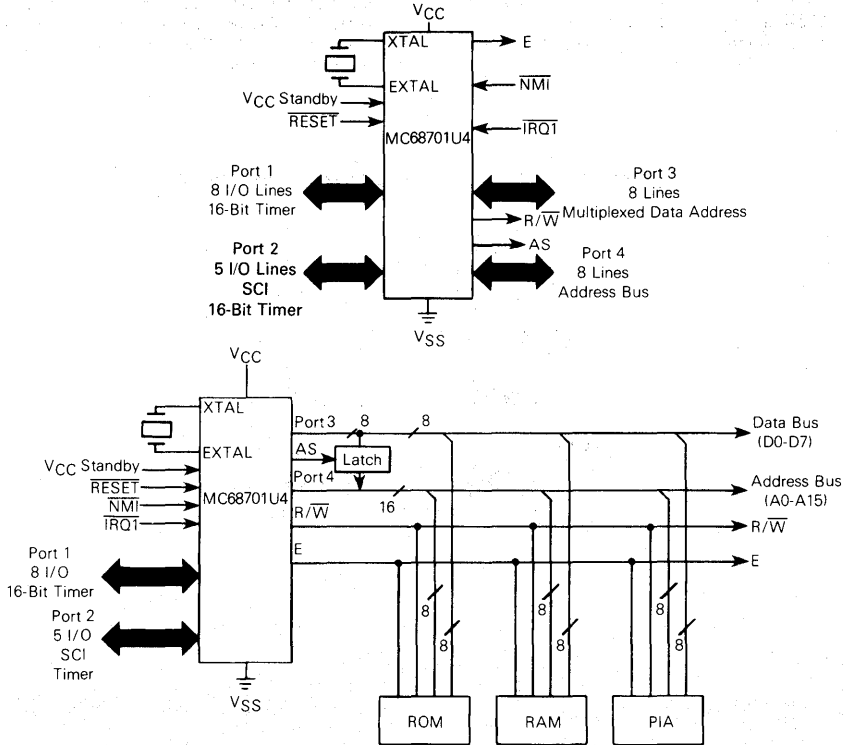 VCC
XTAL
E
EXTAL
NMI
VCC Standby
RESET
IRQ1
MC68701U4
Port 1
8 I/O Lines
16-Bit Timer
Port 3
8 Lines
Multiplexed Data Address
R/W
AS
Port 2
5 I/O Lines
SCI
16-Bit Timer
Port 4
8 Lines
Address Bus
VSS
VCC
XTAL
EXTAL
VCC Standby
RESET
NMI
IRQ1
MC68701U4
Port 1
8 I/O
16-Bit Timer
Port 2
5 I/O
SCI
Timer
VSS
Port 3
8
8
Data Bus
(D0-D7)
AS
Latch
Port 4
16
Address Bus
(A0-A15)
R/W
R/W
E
E
8
8
8
8
8
8
ROM
RAM
PIA